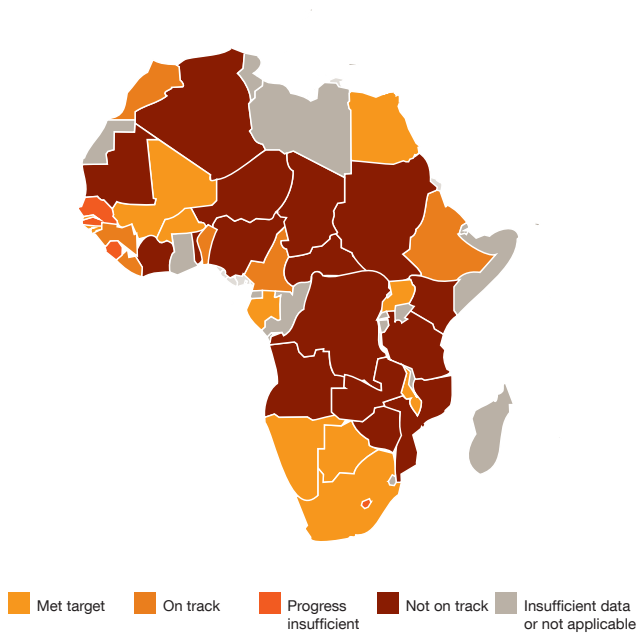 Met target
On track
Progress
insufficient
Not on track
Insufficient data
or not applicable